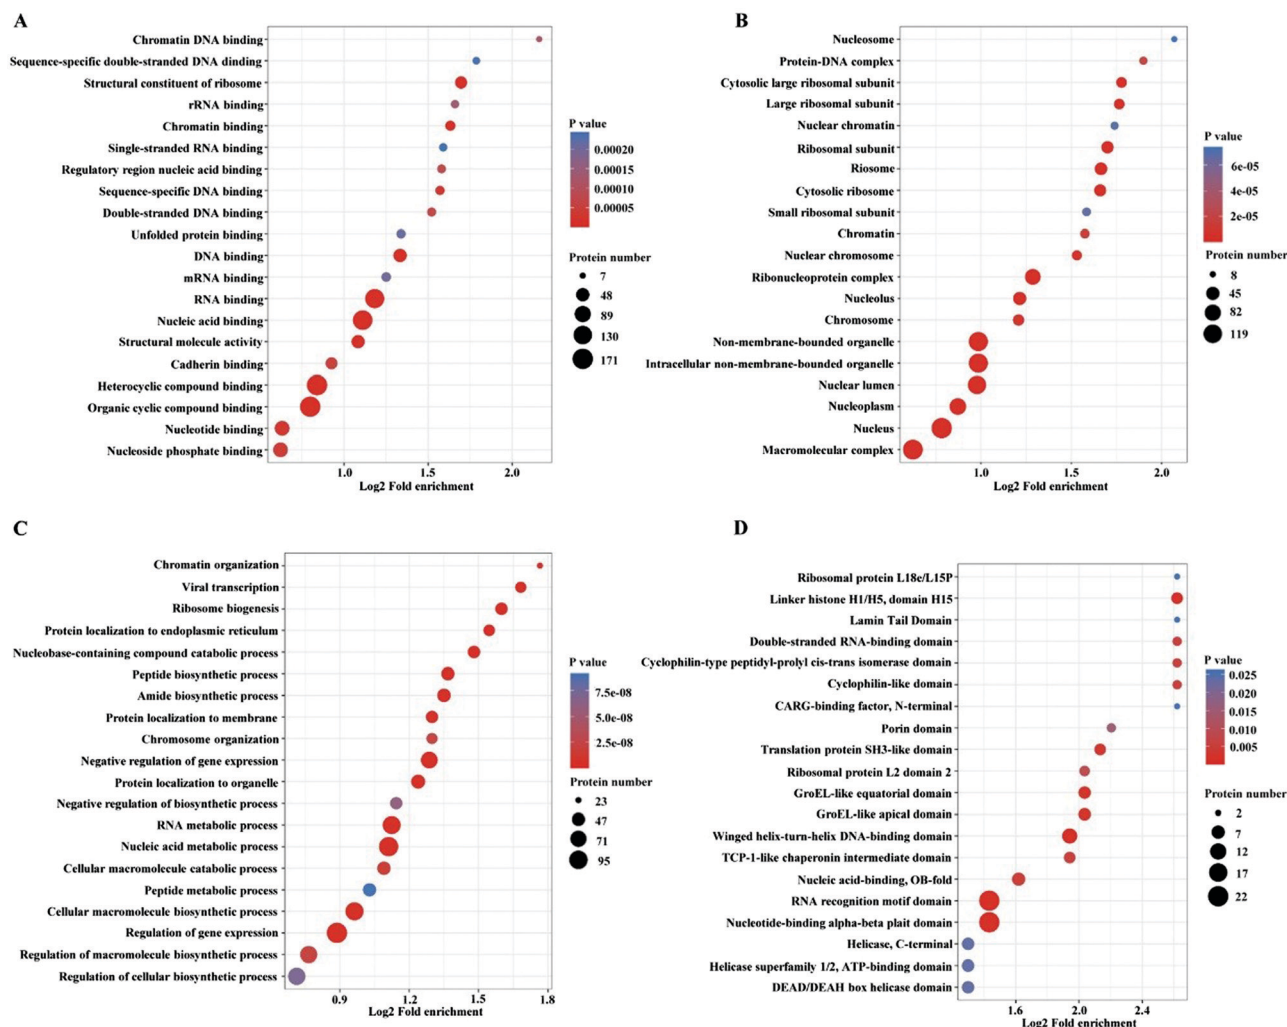 A
Chromatin DNA binding
Sequence-specific double-stranded DNA dinding
Structural constituent of ribosome
rRNA binding
Chromatin binding
Single-stranded RNA binding
Regulatory region nucleic acid binding
Sequence-specific DNA binding
Double-stranded DNA binding
Unfolded protein binding
DNA binding
mRNA binding
RNA binding
Nucleic acid binding
Structural molecule activity
Cadherin binding
Heterocyclic compound binding
Organic cyclic compound binding
Nucleotide binding
Nucleoside phosphate binding
1.0 1.5 2.0
Log2 Fold enrichment
P value
0.00020
0.00015
0.00010
0.00005
Protein number
7
48
89
130
171
B
Nucleosome
Protein-DNA complex
Cytosolic large ribosomal subunit
Large ribosomal subunit
Nuclear chromatin
Ribosomal subunit
Riosome
Cytosolic ribosome
Small ribosomal subunit
Chromatin
Nuclear chromosome
Ribonucleoprotein complex
Nucleolus
Chromosome
Non-membrane-bounded organelle
Intracellular non-membrane-bounded organelle
Nuclear lumen
Nucleoplasm
Nucleus
Macromolecular complex
1.0 1.5 2.0
Log2 Fold enrichment
P value
6e-05
4e-05
2e-05
Protein number
8
45
82
119
C
Chromatin organization
Viral transcription
Ribosome biogenesis
Protein localization to endoplasmic reticulum
Nucleobase-containing compound catabolic process
Peptide biosynthetic process
Amide biosynthetic process
Protein localization to membrane
Chromosome organization
Negative regulation of gene expression
Protein localization to organelle
Negative regulation of biosynthetic process
RNA metabolic process
Nucleic acid metabolic process
Cellular macromolecule catabolic process
Peptide metabolic process
Cellular macromolecule biosynthetic process
Regulation of gene expression
Regulation of macromolecule biosynthetic process
Regulation of cellular biosynthetic process
0.9 1.2 1.5 1.8
Log2 Fold enrichment
P value
7.5e-08
5.0e-08
2.5e-08
Protein number
23
47
71
95
D
Ribosomal protein L18e/L15P
Linker histone H1/H5, domain H15
Lamin Tail Domain
Double-stranded RNA-binding domain
Cyclophilin-type peptidyl-prolyl cis-trans isomerase domain
Cyclophilin-like domain
CARG-binding factor, N-terminal
Porin domain
Translation protein SH3-like domain
Ribosomal protein L2 domain 2
GroEL-like equatorial domain
GroEL-like apical domain
Winged helix-turn-helix DNA-binding domain
TCP-1-like chaperonin intermediate domain
Nucleic acid-binding, OB-fold
RNA recognition motif domain
Nucleotide-binding alpha-beta plait domain
Helicase, C-terminal
Helicase superfamily 1/2, ATP-binding domain
DEAD/DEAH box helicase domain
1.6 2.0 2.4
Log2 Fold enrichment
P value
0.025
0.020
0.015
0.010
0.005
Protein number
2
7
12
17
22